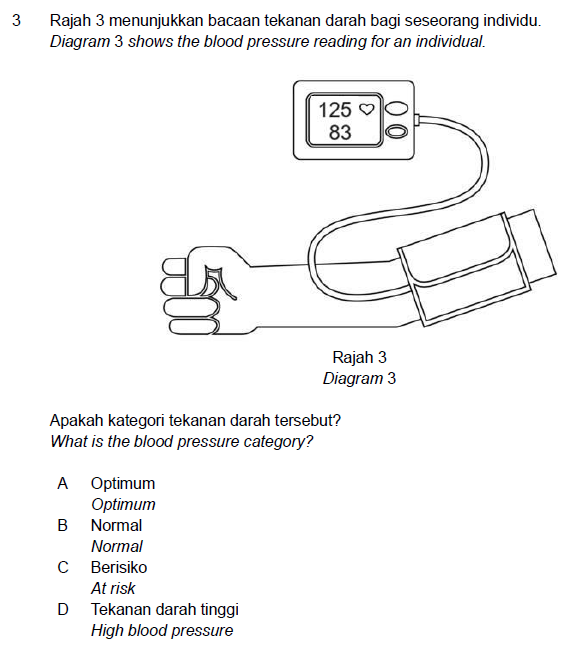 3 Rajah 3 menunjukkan bacaan tekanan darah bagi seseorang individu.
Diagram 3 shows the blood pressure reading for an individual.
125
83
Rajah 3
Diagram 3
Apakah kategori tekanan darah tersebut?
What is the blood pressure category?
A Optimum
Optimum
B Normal
Normal
C Berisiko
At risk
D Tekanan darah tinggi
High blood pressure